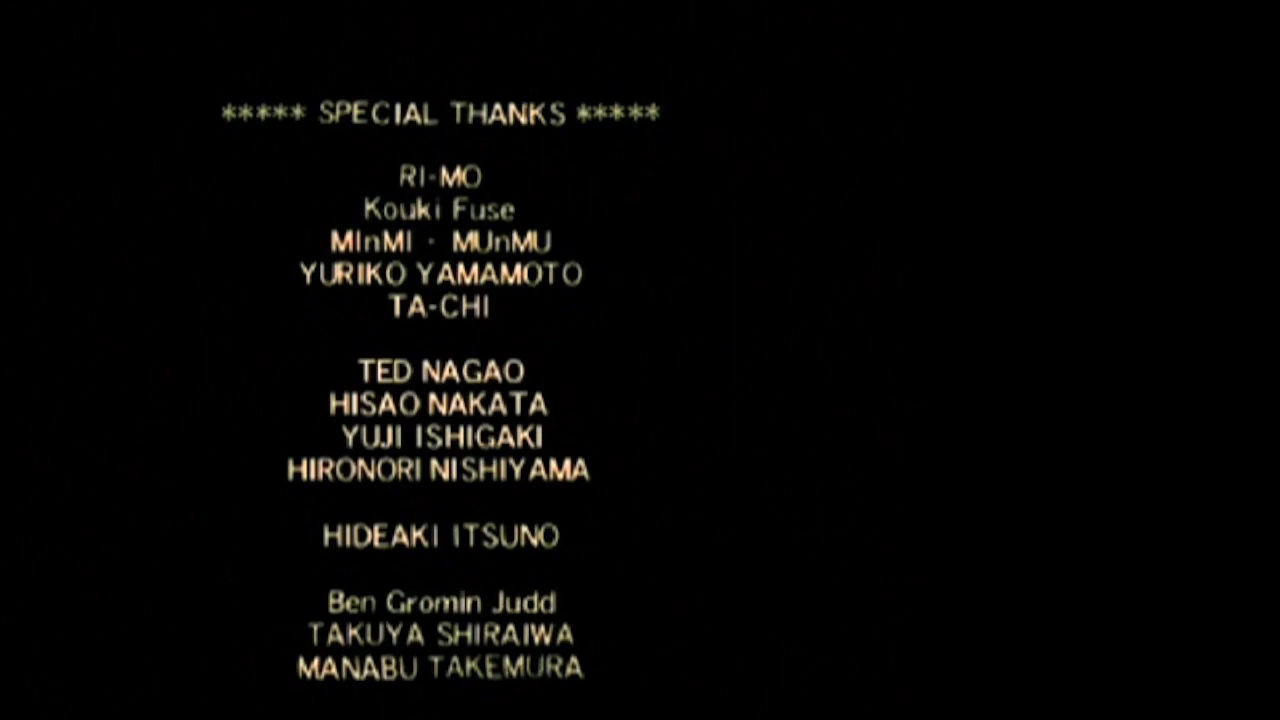 ***** SPECIAL THANKS *****
RI-MO
Kouki Fuse
MInMI · MUnMU
YURIKO YAMAMOTO
TA-CHI
TED NAGAO
HISAO NAKATA
YUJI ISHIGAKI
HIRONORI NISHIYAMA
HIDEAKI ITSUNO
Ben Gromin Judd
TAKUYA SHIRAIWA
MANABU TAKEMURA